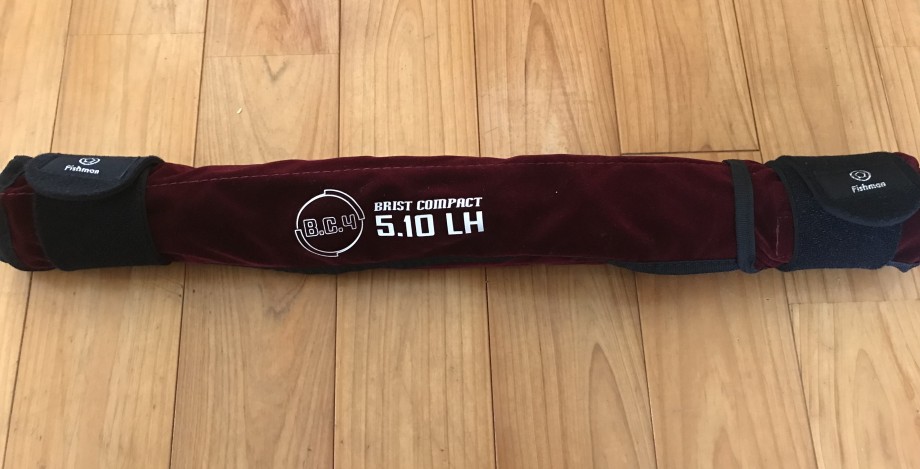 Fishman
B.C.4
BRIST COMPACT
5.10 LH
Fishman